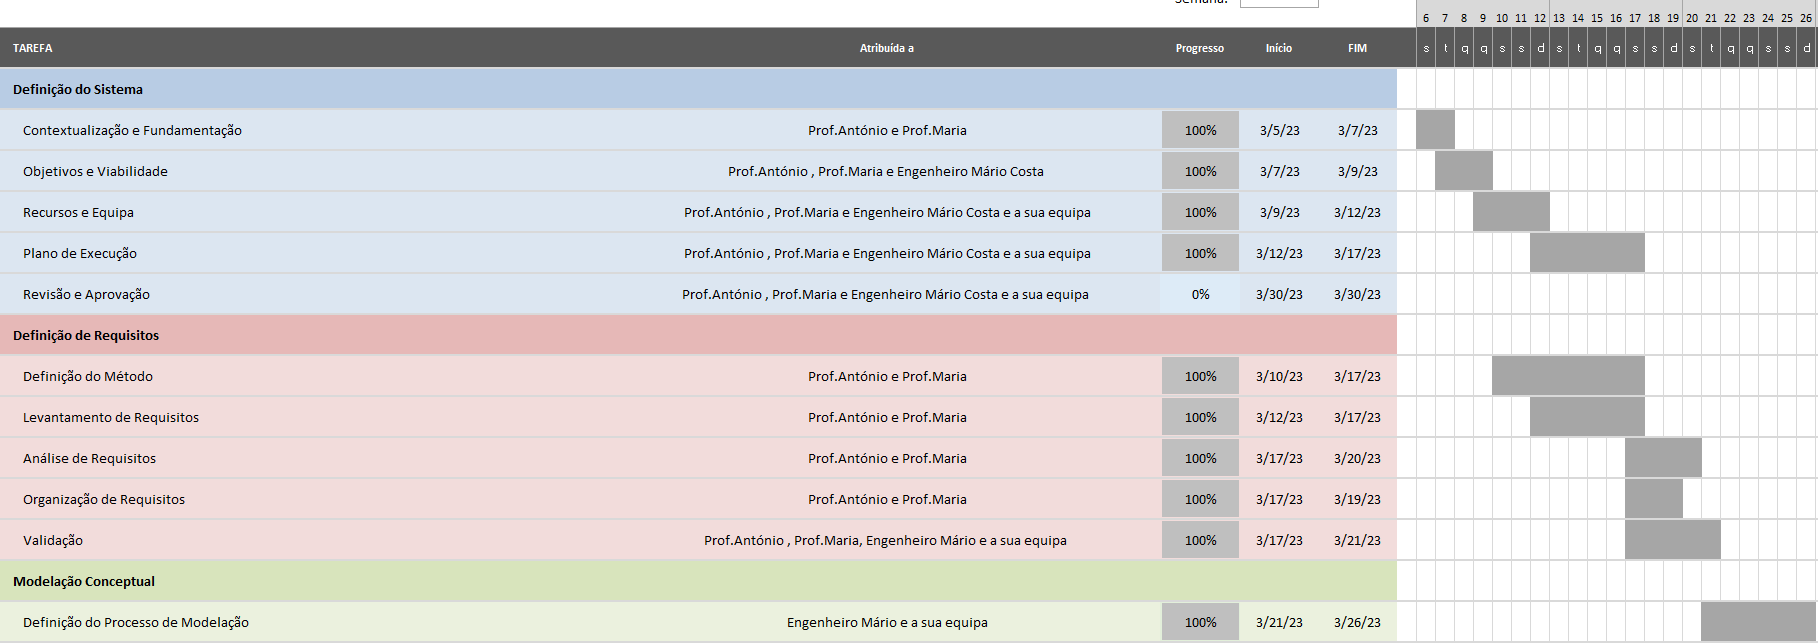 Semana:
6 7 8 9 10 11 12 13 14 15 16 17 18 19 20 21 22 23 24 25 26
TAREFA Atribuída a Progresso Início FIM s t q q s s d s t q q s s d s t q q s s d
Definição do Sistema
Contextualização e Fundamentação Prof.António e Prof.Maria 100% 3/5/23 3/7/23
Objetivos e Viabilidade Prof.António , Prof.Maria e Engenheiro Mário Costa 100% 3/7/23 3/9/23
Recursos e Equipa Prof.António , Prof.Maria e Engenheiro Mário Costa e a sua equipa 100% 3/9/23 3/12/23
Plano de Execução Prof.António , Prof.Maria e Engenheiro Mário Costa e a sua equipa 100% 3/12/23 3/17/23
Revisão e Aprovação Prof.António , Prof.Maria e Engenheiro Mário Costa e a sua equipa 0% 3/30/23 3/30/23
Definição de Requisitos
Definição do Método Prof.António e Prof.Maria 100% 3/10/23 3/17/23
Levantamento de Requisitos Prof.António e Prof.Maria 100% 3/12/23 3/17/23
Análise de Requisitos Prof.António e Prof.Maria 100% 3/17/23 3/20/23
Organização de Requisitos Prof.António e Prof.Maria 100% 3/17/23 3/19/23
Validação Prof.António , Prof.Maria, Engenheiro Mário e a sua equipa 100% 3/17/23 3/21/23
Modelação Conceptual
Definição do Processo de Modelação Engenheiro Mário e a sua equipa 100% 3/21/23 3/26/23